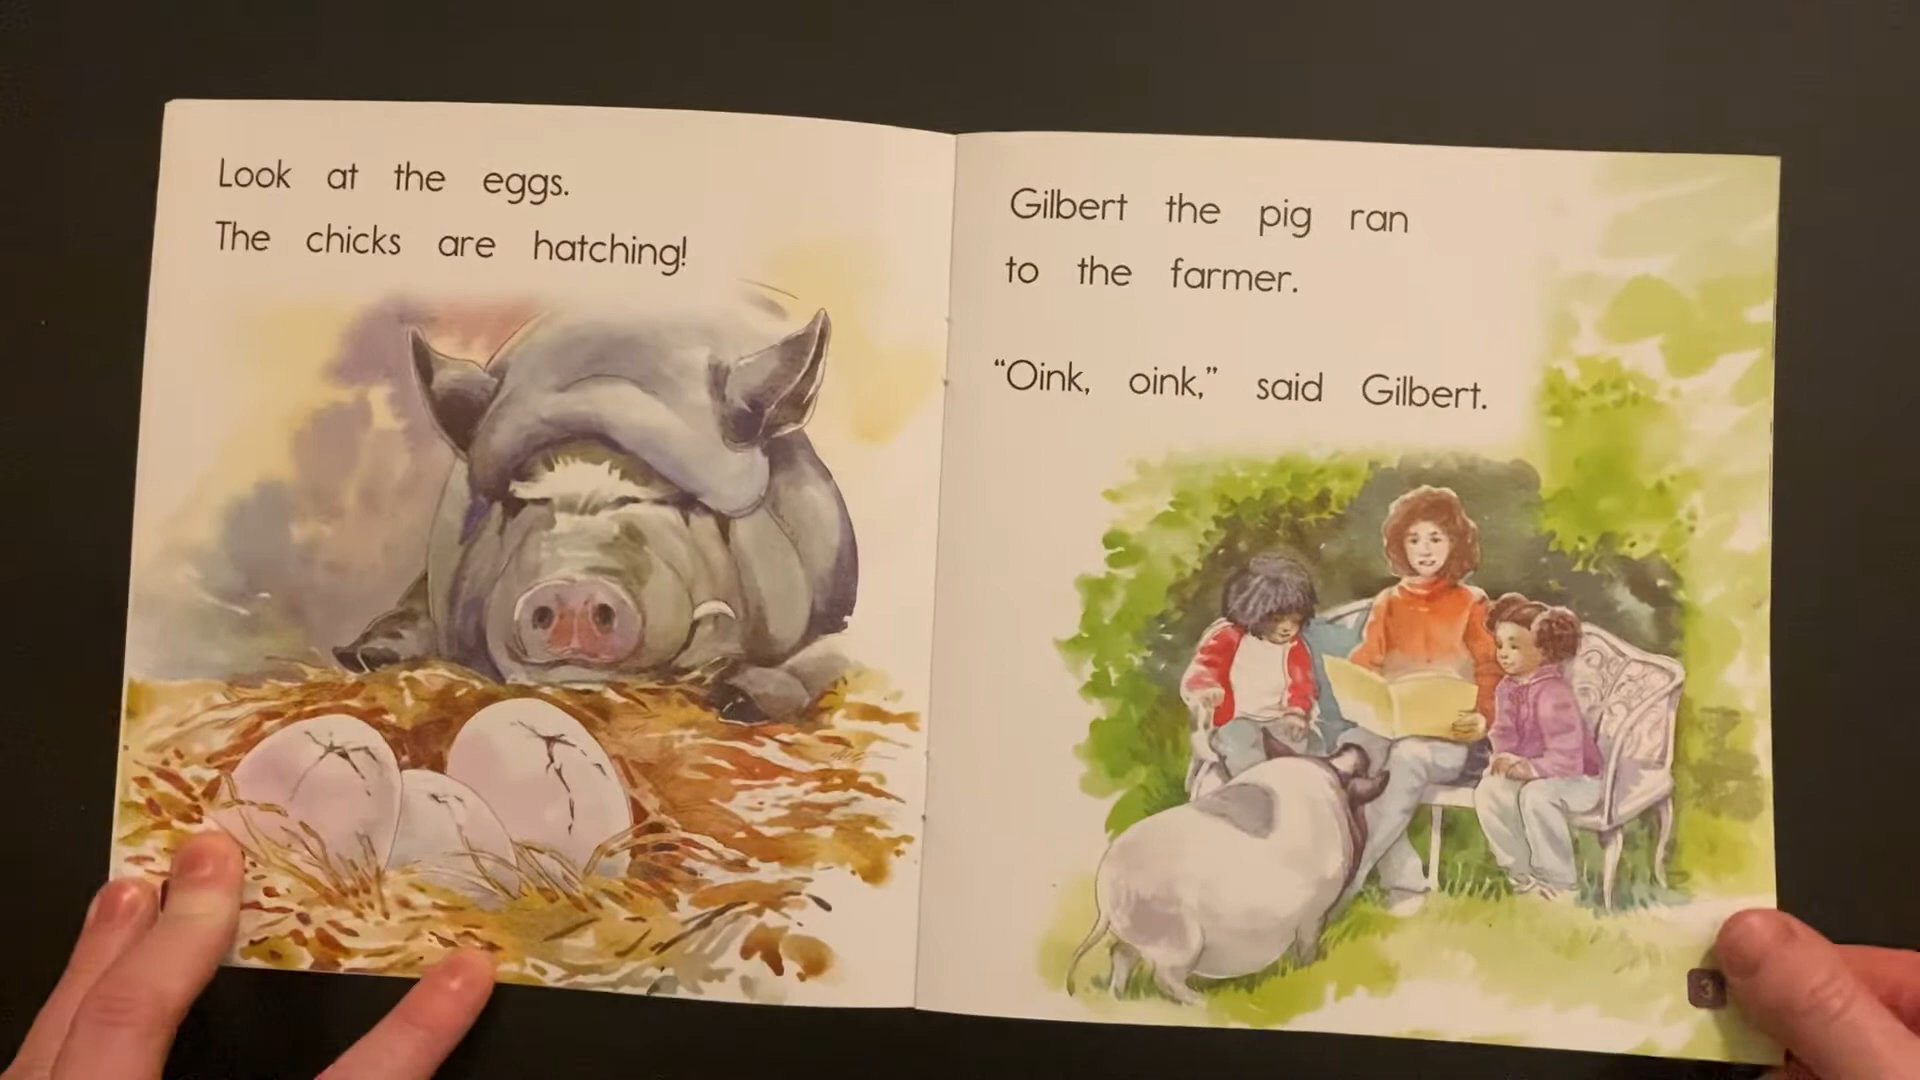 Look at the eggs.
The chicks are hatching!
Gilbert the pig ran
to the farmer.
“Oink, oink,” said Gilbert.
3